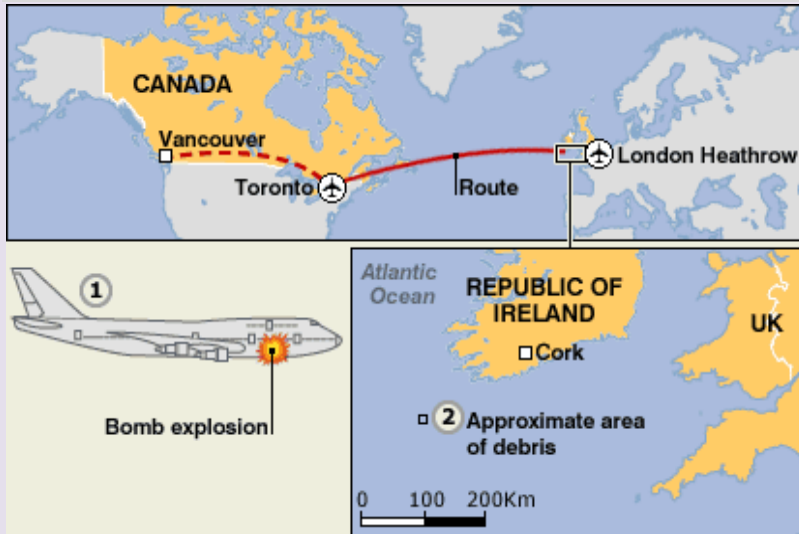 CANADA
Vancouver
Toronto
Route
London Heathrow
1
Bomb explosion
Atlantic
Ocean
REPUBLIC OF
IRELAND
UK
Cork
2 Approximate area
of debris
0 100 200Km